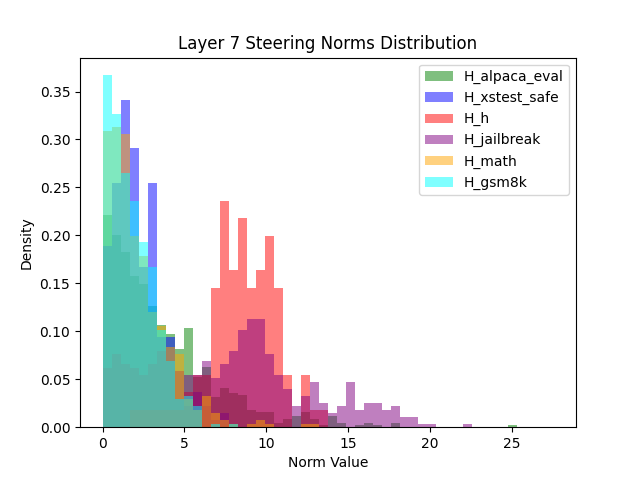 Layer 7 Steering Norms Distribution
H_alpaca_eval
H_xstest_safe
H_h
H_jailbreak
H_math
H_gsm8k
Density
0.35
0.30
0.25
0.20
0.15
0.10
0.05
0.00
0 5 10 15 20 25
Norm Value